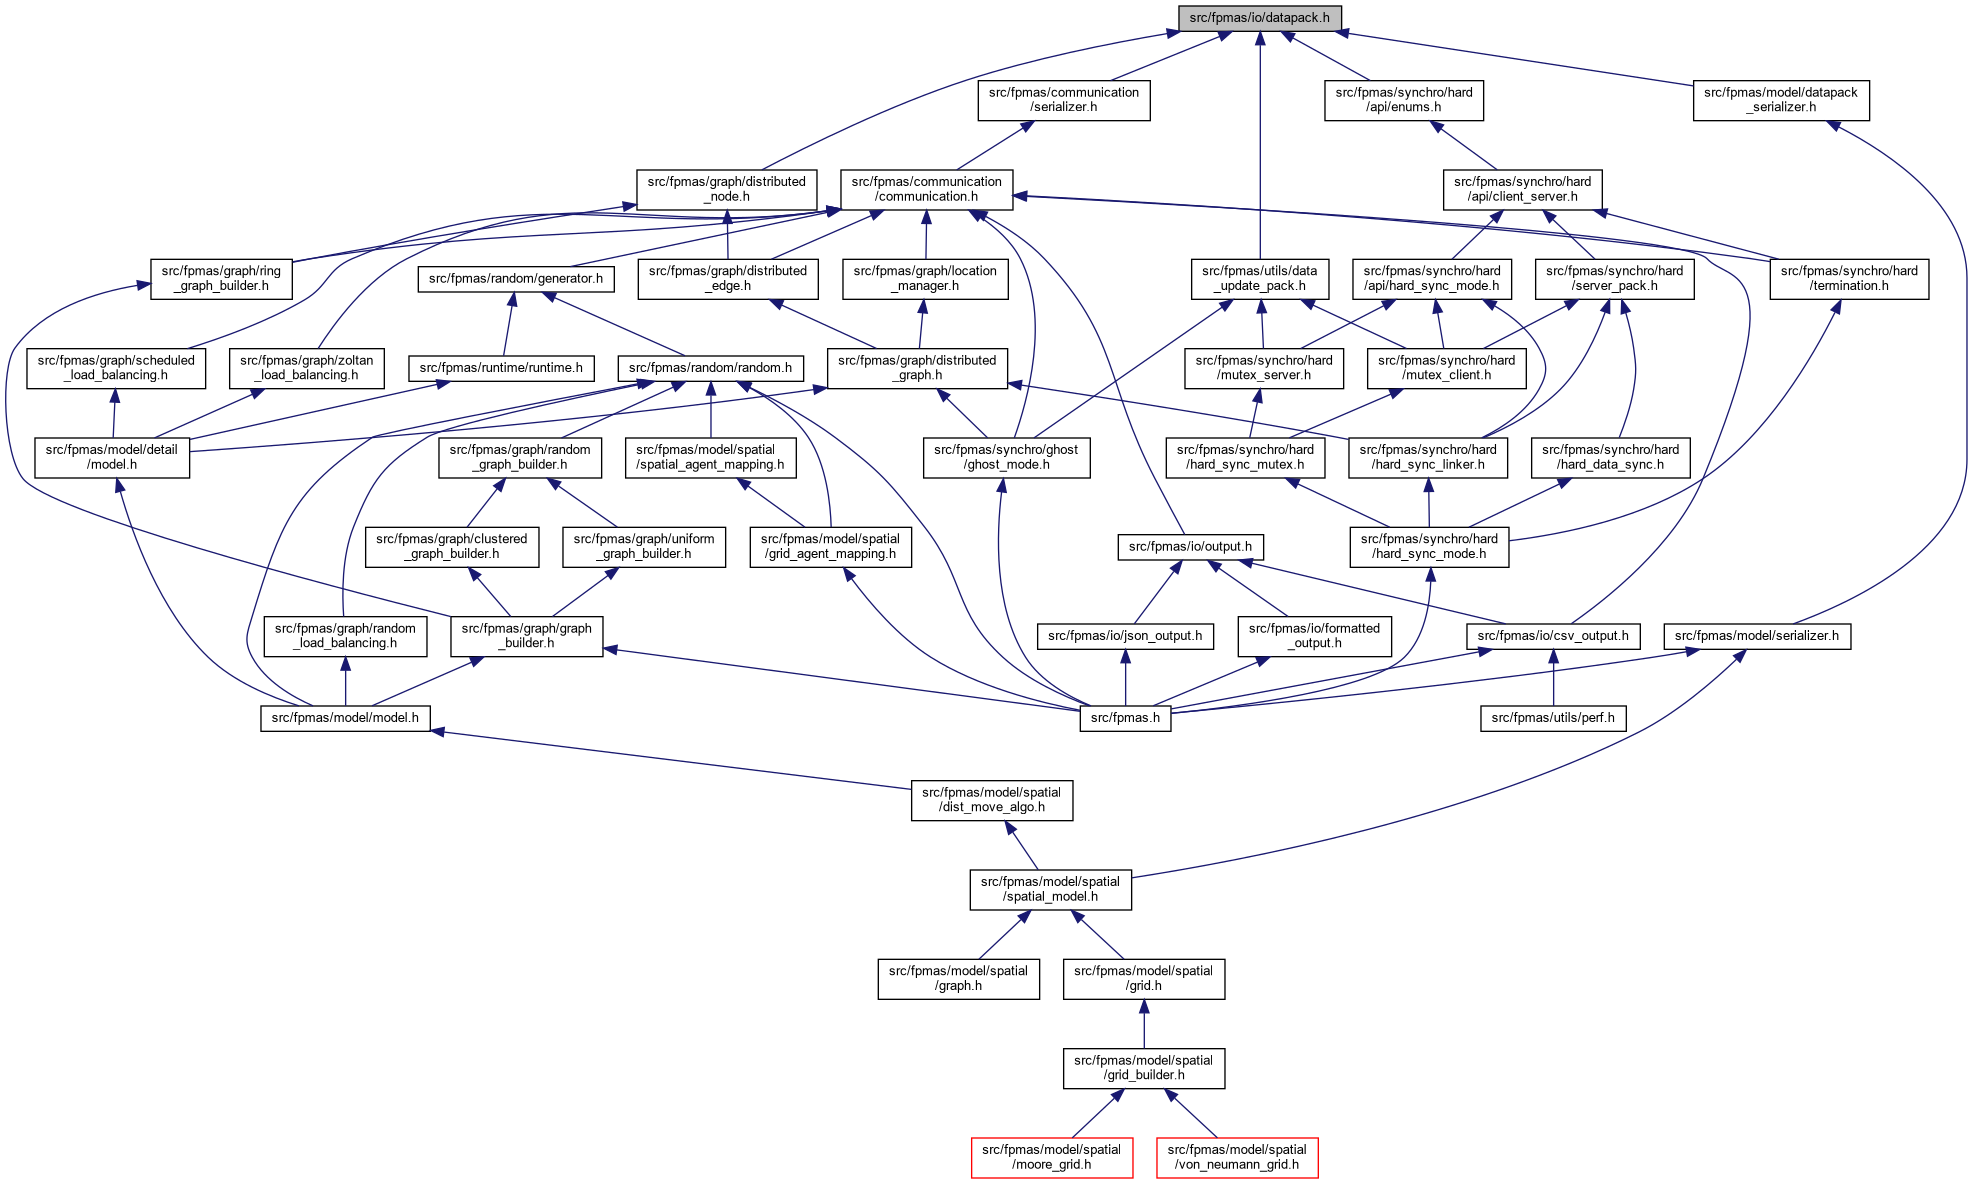 src/fpmas/io/datapack.h
src/fpmas/communication
/serializer.h
src/fpmas/synchro/hard
/api/enums.h
src/fpmas/model/datapack
_serializer.h
src/fpmas/graph/distributed
_node.h
src/fpmas/communication
/communication.h
src/fpmas/synchro/hard
/api/client_server.h
src/fpmas/graph/ring
_graph_builder.h
src/fpmas/random/generator.h
src/fpmas/graph/distributed
_edge.h
src/fpmas/graph/location
_manager.h
src/fpmas/utils/data
_update_pack.h
src/fpmas/synchro/hard
/api/hard_sync_mode.h
src/fpmas/synchro/hard
/server_pack.h
src/fpmas/synchro/hard
/termination.h
src/fpmas/graph/scheduled
_load_balancing.h
src/fpmas/graph/zoltan
_load_balancing.h
src/fpmas/runtime/runtime.h
src/fpmas/random/random.h
src/fpmas/graph/distributed
_graph.h
src/fpmas/synchro/hard
/mutex_server.h
src/fpmas/synchro/hard
/mutex_client.h
src/fpmas/model/detail
/model.h
src/fpmas/graph/random
_graph_builder.h
src/fpmas/model/spatial
/spatial_agent_mapping.h
src/fpmas/synchro/ghost
/ghost_mode.h
src/fpmas/synchro/hard
/hard_sync_mutex.h
src/fpmas/synchro/hard
/hard_sync_linker.h
src/fpmas/synchro/hard
/hard_data_sync.h
src/fpmas/graph/clustered
_graph_builder.h
src/fpmas/graph/uniform
_graph_builder.h
src/fpmas/model/spatial
/grid_agent_mapping.h
src/fpmas/io/output.h
src/fpmas/synchro/hard
/hard_sync_mode.h
src/fpmas/graph/random
_load_balancing.h
src/fpmas/graph/graph
_builder.h
src/fpmas/io/json_output.h
src/fpmas/io/formatted
_output.h
src/fpmas/io/csv_output.h
src/fpmas/model/serializer.h
src/fpmas/model/model.h
src/fpmas.h
src/fpmas/utils/perf.h
src/fpmas/model/spatial
/dist_move_algo.h
src/fpmas/model/spatial
/spatial_model.h
src/fpmas/model/spatial
/graph.h
src/fpmas/model/spatial
/grid.h
src/fpmas/model/spatial
/grid_builder.h
src/fpmas/model/spatial
/moore_grid.h
src/fpmas/model/spatial
/von_neumann_grid.h